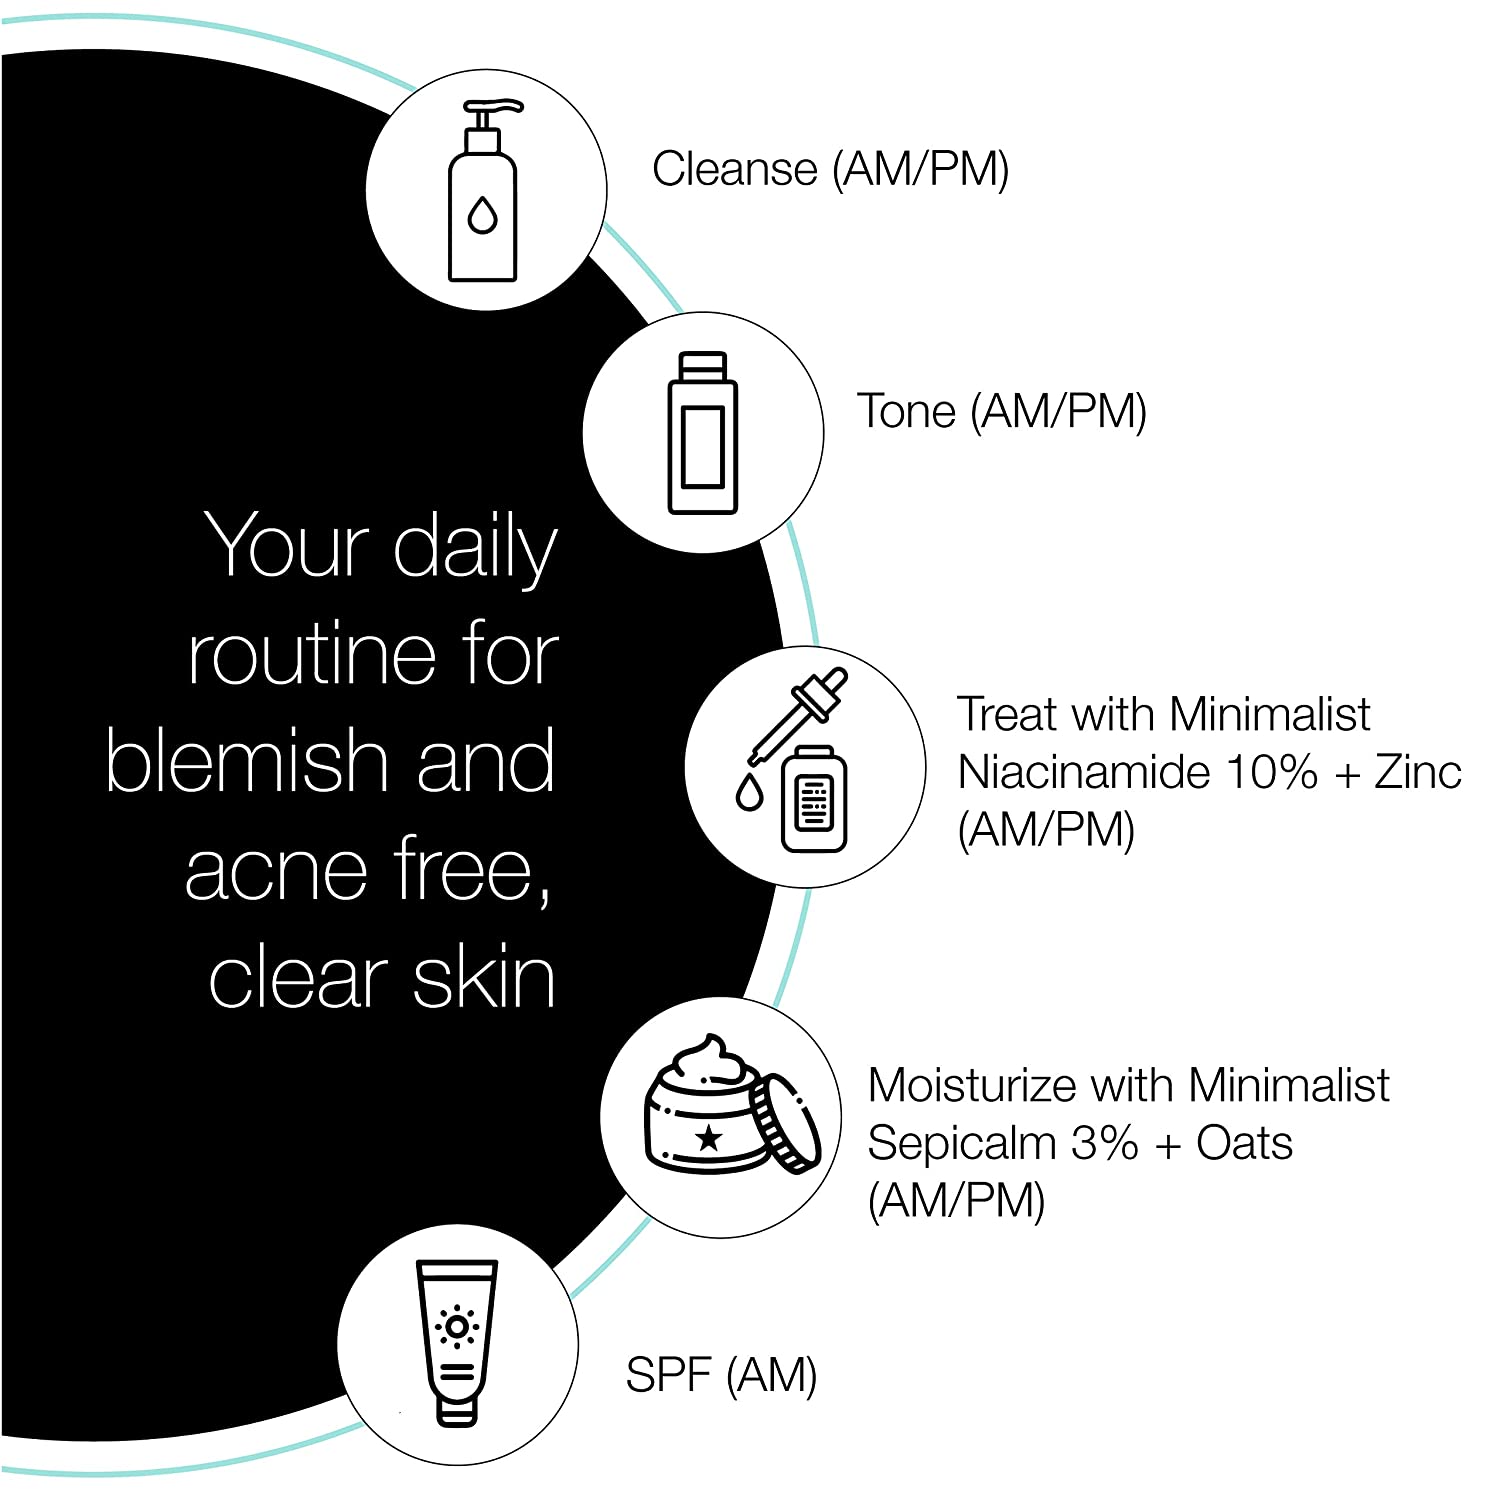 Cleanse (AM/PM)
Tone (AM/PM)
Your daily
routine for
blemish and
acne free,
clear skin
Treat with Minimalist
Niacinamide 10% + Zinc
(AM/PM)
Moisturize with Minimalist
Sepicalm 3% + Oats
(AM/PM)
SPF (AM)